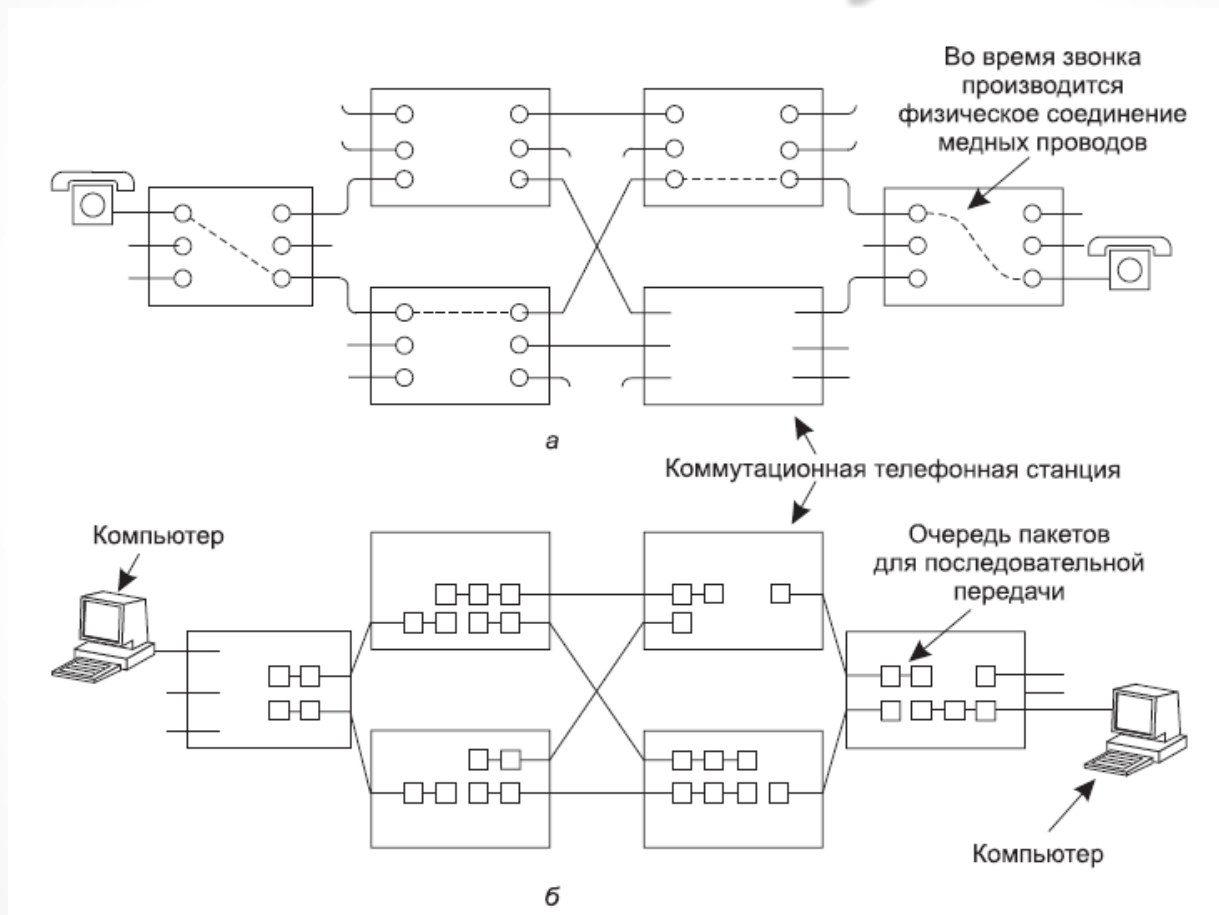 Во время звонка
производится
физическое соединение
медных проводов
а
Коммутационная телефонная станция
Компьютер
Очередь пакетов
для последовательной
передачи
Компьютер
б